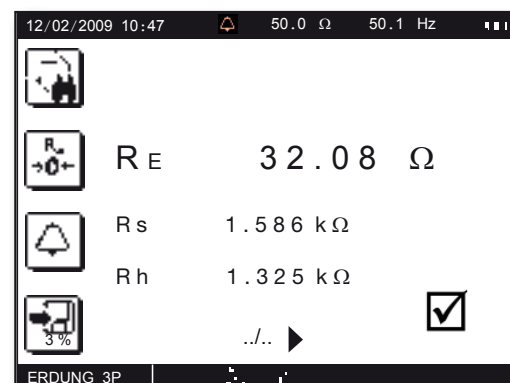 12/02/2009 10:47 50.0 Ω 50.1 Hz
R →0←
RE 32.08 Ω
Rs 1.586 kΩ
Rh 1.325 kΩ
3 %
../..
ERDUNG 3P